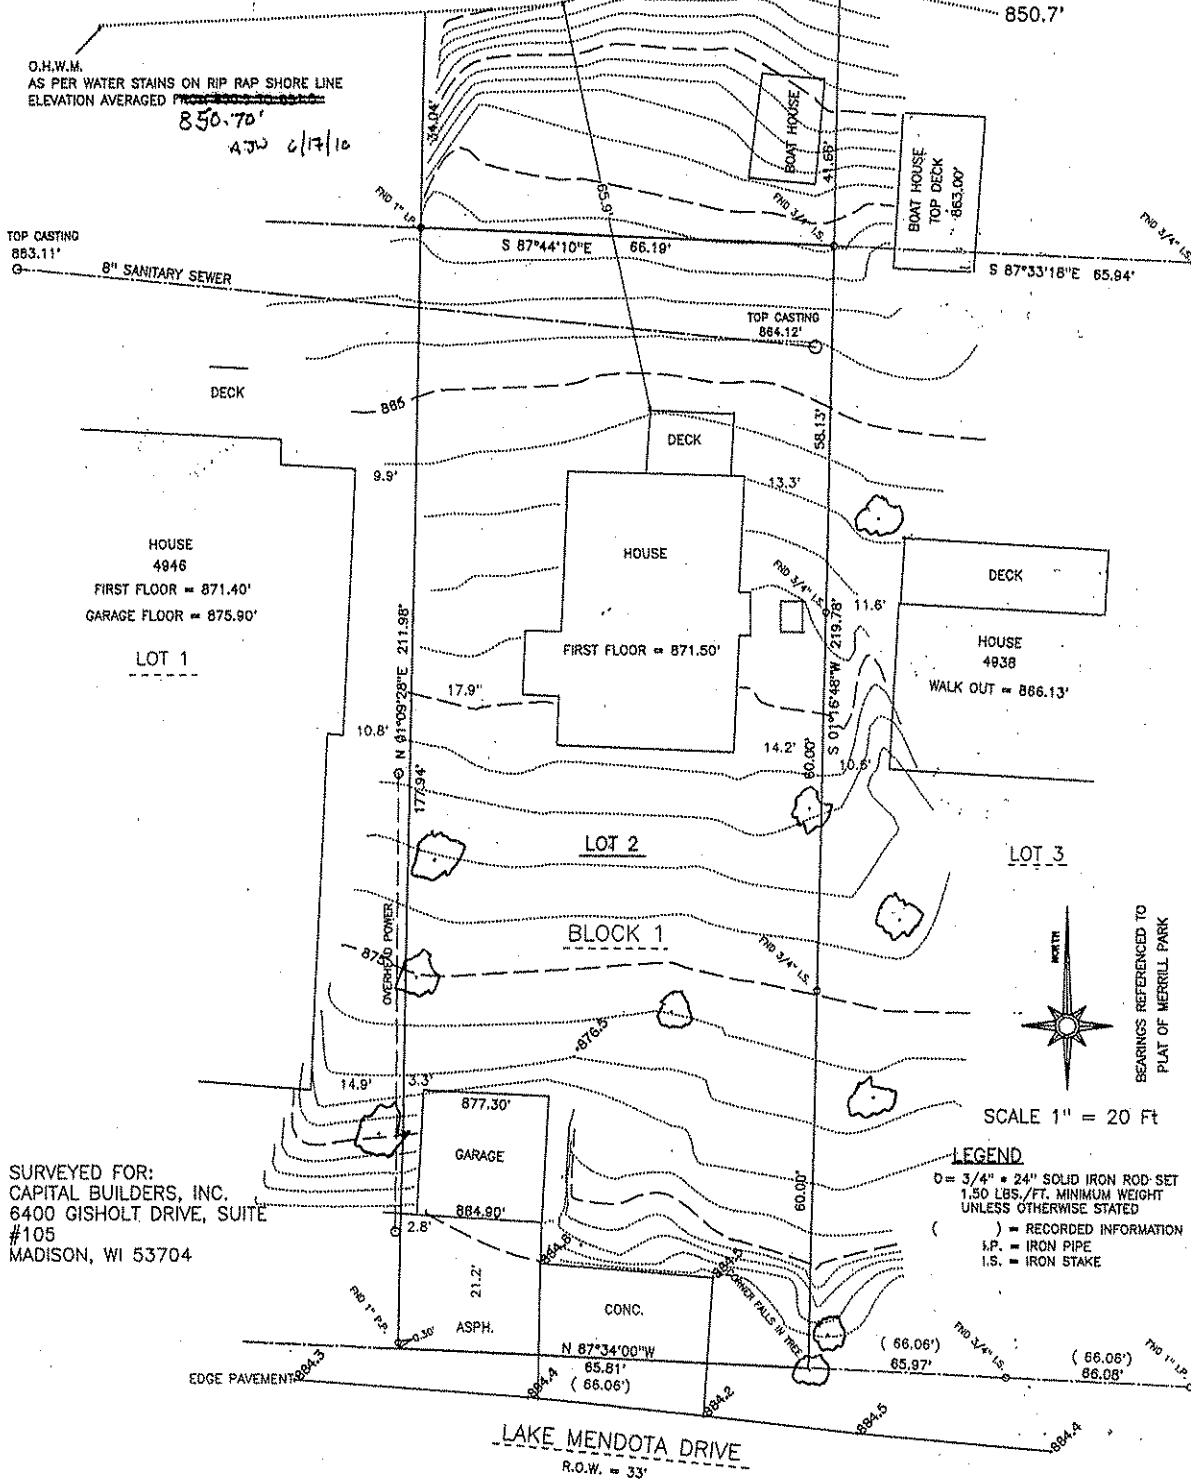 850.7'
O.H.W.M.
AS PER WATER STAINS ON RIP RAP SHORE LINE
ELEVATION AVERAGED
850.70'
AJW 6/17/10
34.04'
BOAT HOUSE
41.66'
BOAT HOUSE
TOP DECK
863.00'
65.9'
FND 1" I.P.
FND 3/4" I.S.
FND 3/4" I.S.
S 87°44'10"E 66.19'
S 87°33'18"E 65.94'
TOP CASTING
863.11'
8" SANITARY SEWER
TOP CASTING
864.12'
DECK
865
DECK
58.13'
9.9'
13.3'
HOUSE
4946
FIRST FLOOR = 871.40'
GARAGE FLOOR = 875.90'
LOT 1
HOUSE
FIRST FLOOR = 871.50'
FND 3/4" I.S.
DECK
11.6'
HOUSE
4938
WALK OUT = 866.13'
N 01°09'28"E 211.98'
S 01°16'48"W 219.78'
17.9"
10.8'
14.2'
60.00'
10.6'
177.94'
LOT 2
LOT 3
OVERHEAD POWER
BLOCK 1
FND 3/4" I.S.
875
876.5
NORTH
BEARINGS REFERENCED TO
PLAT OF MERRILL PARK
14.9'
3.3'
877.30'
GARAGE
884.90'
2.8'
60.00'
SCALE 1" = 20 Ft
LEGEND
O = 3/4" * 24" SOLID IRON ROD SET
1.50 LBS./FT. MINIMUM WEIGHT
UNLESS OTHERWISE STATED
( ) = RECORDED INFORMATION
I.P. = IRON PIPE
I.S. = IRON STAKE
SURVEYED FOR:
CAPITAL BUILDERS, INC.
6400 GISHOLT DRIVE, SUITE
#105
MADISON, WI 53704
884.6
884.5
21.2'
ASPH.
CONC.
CORNER FALLS IN TREE
FND 1" P.P.
0.30'
N 87°34'00"W
65.81'
( 66.06')
( 66.06')
65.97'
FND 3/4" I.S.
( 66.06')
66.08'
FND 1" I.P.
EDGE PAVEMENT
884.3
884.4
884.2
884.5
884.4
LAKE MENDOTA DRIVE
R.O.W. = 33'